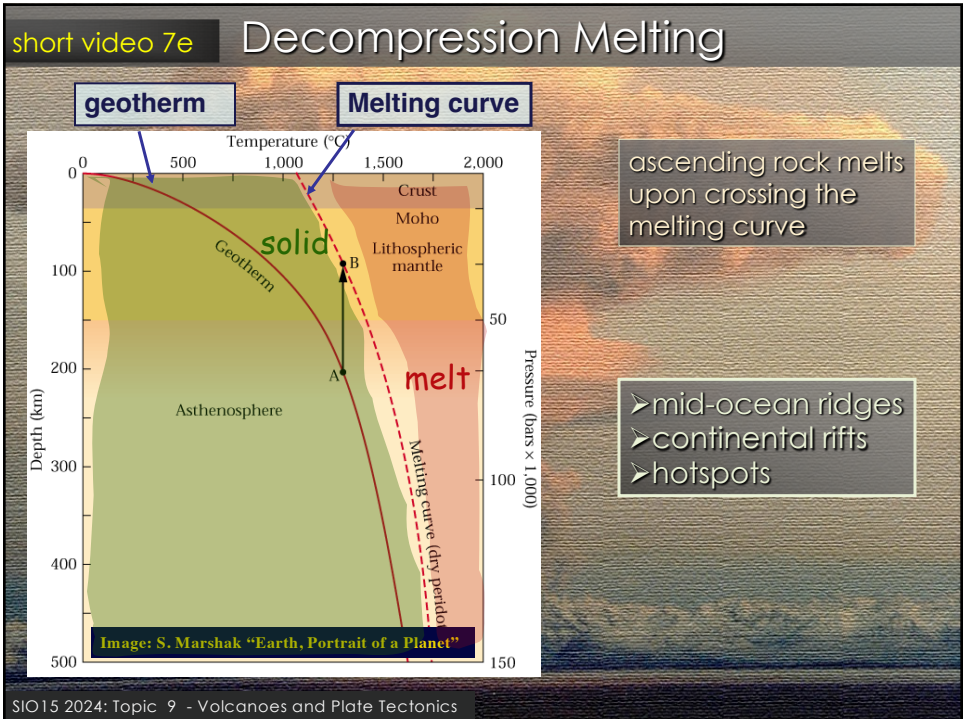 short video 7e
Decompression Melting
geotherm
Melting curve
Temperature (°C)
0 500 1,000 1,500 2,000
0
100
200
300
400
500
Depth (km)
50
100
150
Pressure (bars × 1,000)
Crust
Moho
Lithospheric
mantle
solid
Geotherm
B
A
melt
Asthenosphere
Melting curve (dry peridot
Image: S. Marshak “Earth, Portrait of a Planet”
ascending rock melts
upon crossing the
melting curve
➢mid-ocean ridges
➢continental rifts
➢hotspots
SIO15 2024: Topic 9 - Volcanoes and Plate Tectonics